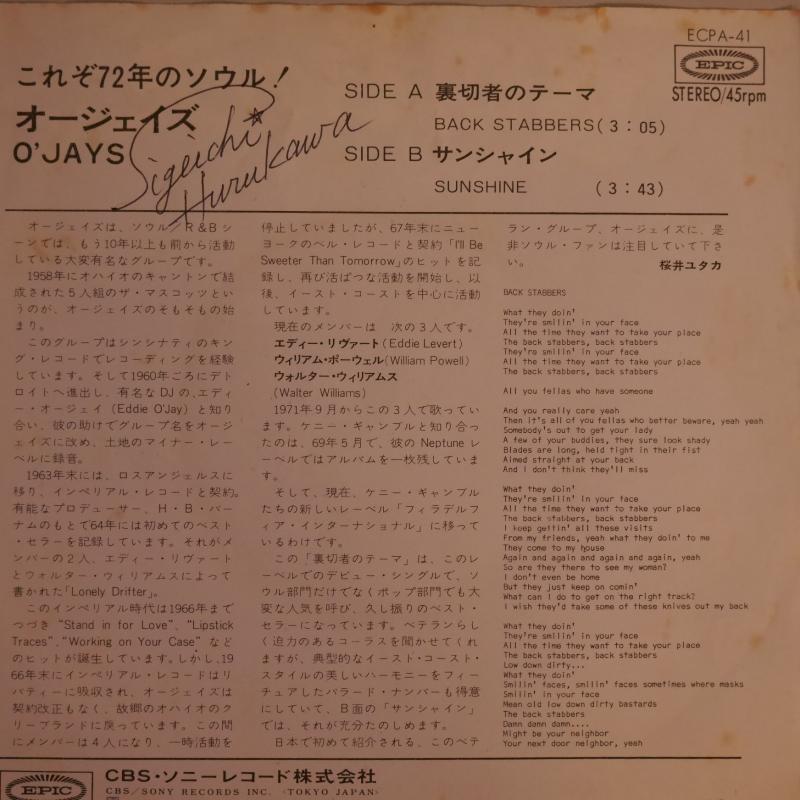 ECPA-41
EPIC
STEREO/45rpm
これぞ72年のソウル!
オージェイズ
O'JAYS
Sigeichi
Hurukawa
SIDE A 裏切者のテーマ
BACK STABBERS(3:05)
SIDE B サンシャイン
SUNSHINE (3:43)
オージェイズは、ソウル/R&Bシ
ーンでは、もう10年以上も前から活動
している大変有名なグループです。
1958年にオハイオのキャントンで結
成された5人組のザ・マスコッツとい
うのが、オージェイズのそもそもの始
まり。
このグループはシンシナティのキン
グ・レコードでレコーディングを経験
しています。そして1960年ごろにデト
ロイトへ進出し、有名なDJの、エディ
ー・オージェイ(Eddie O'Jay)と知り
合い、彼の助けでグループ名をオージ
ェイズに改め、土地のマイナー・レー
ベルに録音。
1963年末には、ロスアンジェルスに
移り、インペリアル・レコードと契約。
有能なプロデューサー、H・B・バー
ナムのもとで64年には初めてのベスト
・セラーを記録しています。それがメ
ンバーの2人、エディー・リヴァート
とウォルター・ウィリアムスによって
書かれた「Lonely Drifter」。
このインペリアル時代は1966年まで
つづき "Stand in for Love", "Lipstick
Traces", "Working on Your Case" など
のヒットが誕生しています。しかし、19
66年末にインペリアル・レコードはリ
バティーに吸収され、オージェイズは
契約改正もなく、故郷のオハイオのク
リーブランドに戻っています。この間
にメンバーは4人になり、一時活動を
停止していましたが、67年末にニュー
ヨークのベル・レコードと契約「I'll Be
Sweeter Than Tomorrow」のヒットを記
録し、再び活ぱつな活動を開始し、以
後、イースト・コーストを中心に活動
しています。
現在のメンバーは 次の3人です。
エディー・リヴァート(Eddie Levert)
ウィリアム・ポーウェル(William Powell)
ウォルター・ウィリアムス
(Walter Williams)
1971年9月からこの3人で歌ってい
ます。ケニー・ギャンブルと知り合っ
たのは、69年5月で、彼のNeptuneレ
ーベルではアルバムを一枚残していま
す。
そして、現在、ケニー・ギャンブル
たちの新しいレーベル「フィラデルフ
ィア・インターナショナル」に移って
いるわけです。
この「裏切者のテーマ」は、このレ
ーベルでのデビュー・シングルで、ソ
ウル部門だけでなくポップ部門でも大
変な人気を呼び、久し振りのベスト・
セラーになっています。ベテランらし
く迫力のあるコーラスを聞かせてくれ
ますが、典型的なイースト・コースト・
スタイルの美しいハーモニーをフィー
チュアしたバラード・ナンバーも得意
にしていて、B面の「サンシャイン」
では、それが充分たのしめます。
日本で初めて紹介される、このベテ
ラン・グループ、オージェイズに、是
非ソウル・ファンは注目していて下さ
い。
桜井ユタカ
BACK STABBERS
What they doin'
They're smilin' in your face
All the time they want to take your place
The back stabbers, back stabbers
They're smilin' in your face
All the time they want to take your place
The back stabbers, back stabbers
All you fellas who have someone
And you really care yeah
Then it's all of you fellas who better beware, yeah yeah
Somebody's out to get your lady
A few of your buddies, they sure look shady
Blades are long, held tight in their fist
Aimed straight at your back
And I don't think they'll miss
What they doin'
They're smilin' in your face
All the time they want to take your place
The back stabbers, back stabbers
I keep gettin' all these visits
From my friends, yeah what they doin' to me
They come to my house
Again and again and again and again, yeah
So are they there to see my woman?
I don't even be home
But they just keep on comin'
What can I do to get on the right track?
I wish they'd take some of these knives out my back
What they doin'
They're smilin' in your face
All the time they want to take your place
The back stabbers, back stabbers
Low down dirty...
What they doin'
Smilin' faces, smilin' faces sometimes where masks
Smilin' in your face
Mean old low down dirty bastards
The back stabbers
Damn damn damn....
Might be your neighbor
Your next door neighbor, yeah
EPIC
CBS・ソニーレコード株式会社
CBS/SONY RECORDS INC. (TOKYO JAPAN)